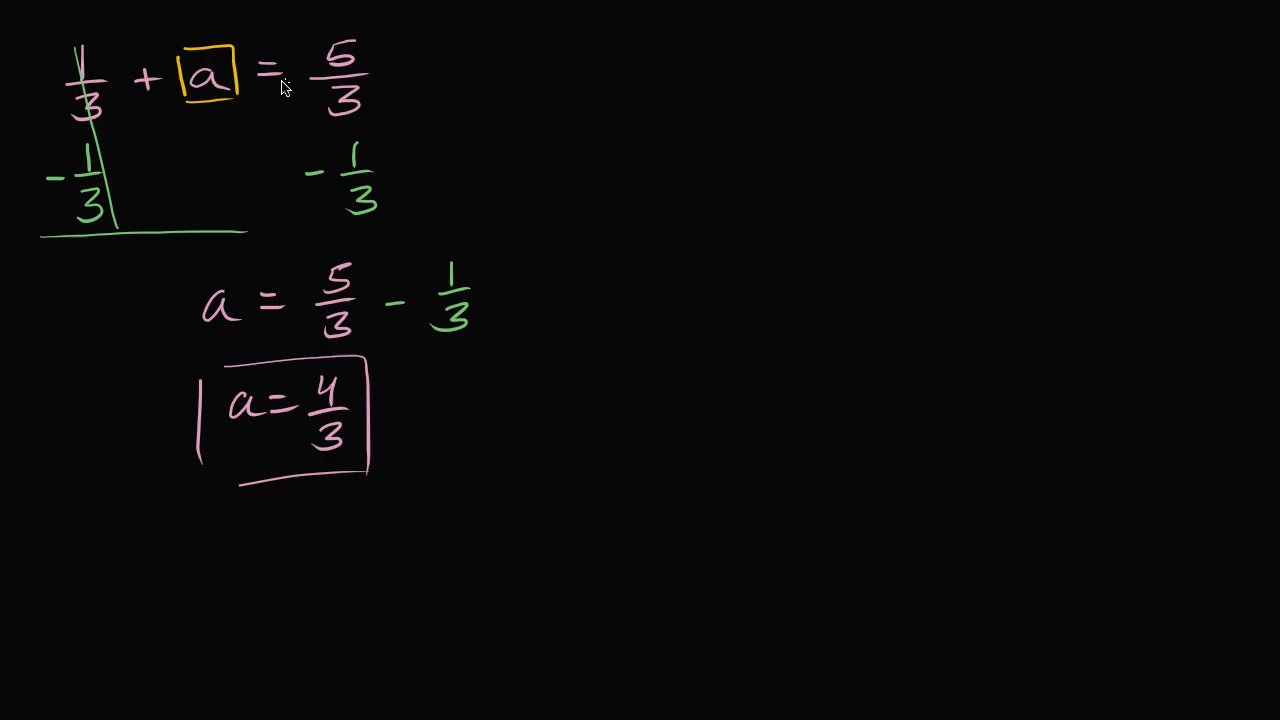 1/3 + a = 5/3
- 1/3 - 1/3
a = 5/3 - 1/3
a = 4/3